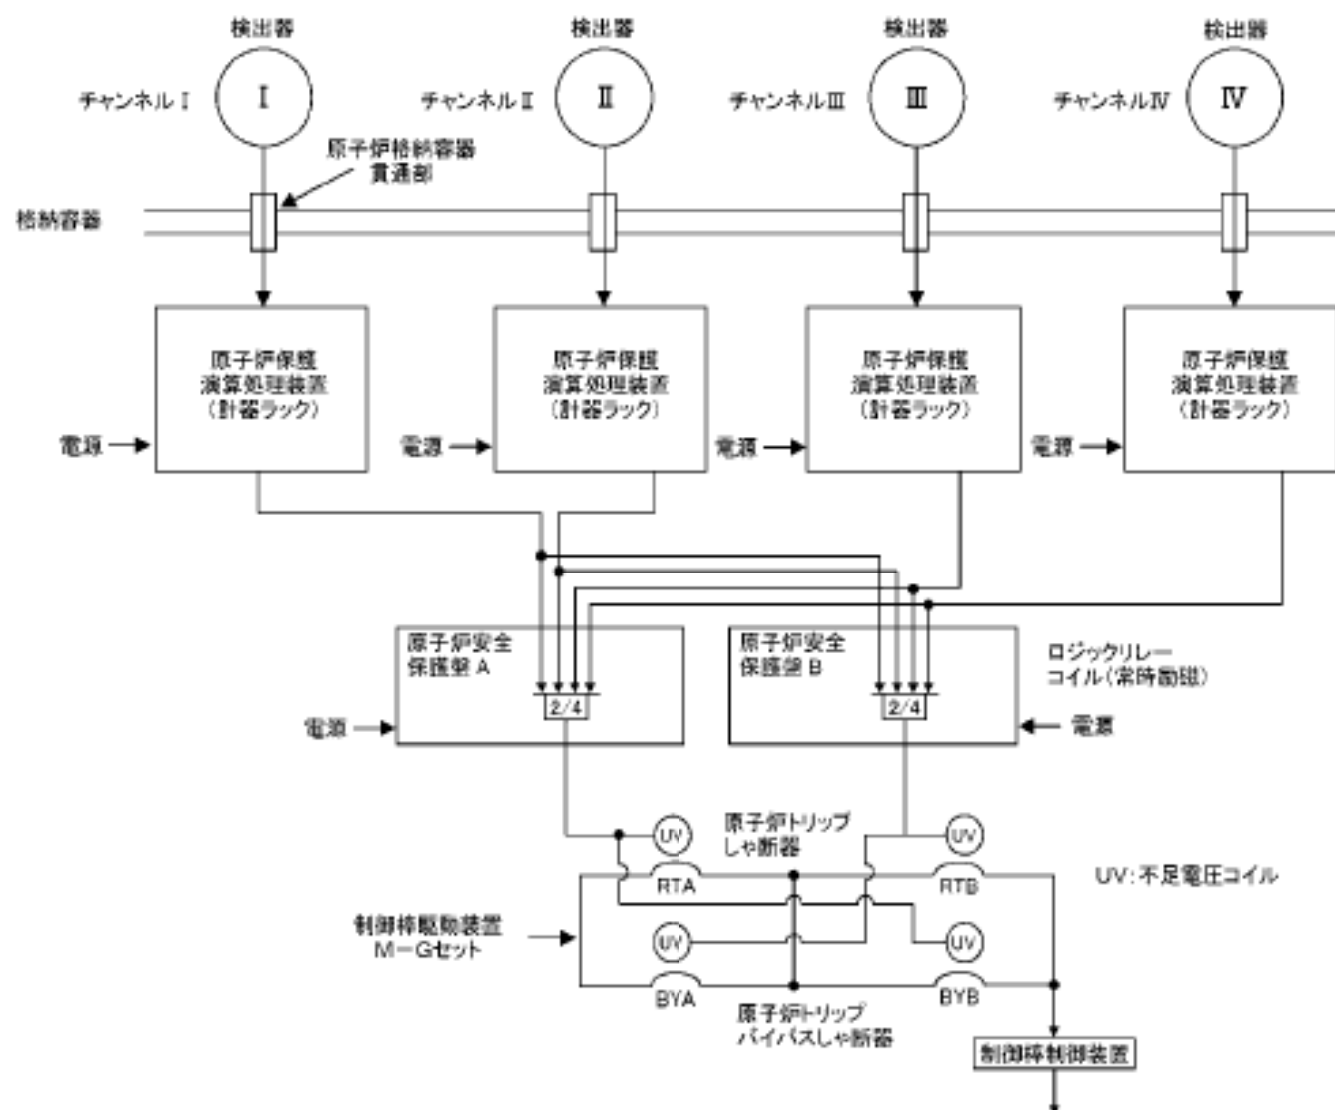 検出器
検出器
検出器
検出器
チャンネルⅠ
Ⅰ
チャンネルⅡ
Ⅱ
チャンネルⅢ
Ⅲ
チャンネルⅣ
Ⅳ
原子炉格納容器
貫通部
格納容器
原子炉保護
演算処理装置
(計器ラック)
原子炉保護
演算処理装置
(計器ラック)
原子炉保護
演算処理装置
(計器ラック)
原子炉保護
演算処理装置
(計器ラック)
電源
電源
電源
電源
原子炉安全
保護盤 A
2/4
電源
原子炉安全
保護盤 B
2/4
ロジックリレー
コイル(常時励磁)
電源
UV
原子炉トリップ
しゃ断器
UV
RTA
RTB
UV:不足電圧コイル
制御棒駆動装置
M-Gセット
UV
UV
BYA
BYB
原子炉トリップ
バイパスしゃ断器
制御棒制御装置